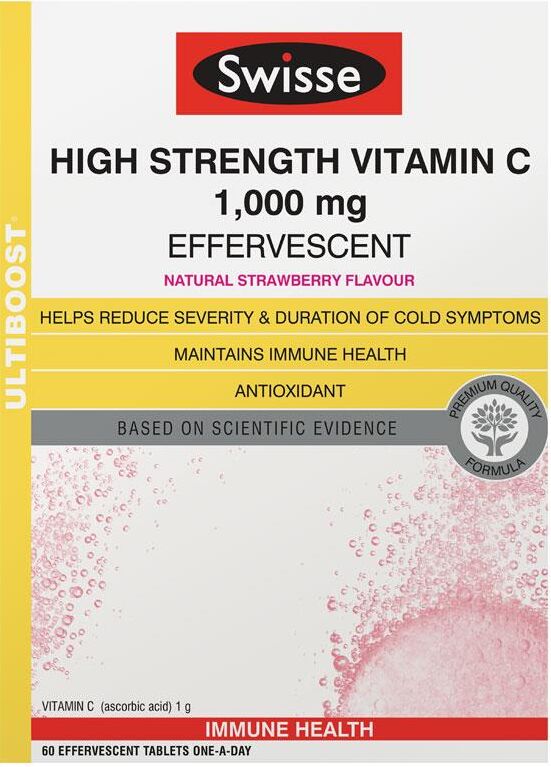 Swisse
HIGH STRENGTH VITAMIN C
1,000 mg
EFFERVESCENT
NATURAL STRAWBERRY FLAVOUR
ULTIBOOST®
HELPS REDUCE SEVERITY & DURATION OF COLD SYMPTOMS
MAINTAINS IMMUNE HEALTH
ANTIOXIDANT
BASED ON SCIENTIFIC EVIDENCE
PREMIUM QUALITY
FORMULA
VITAMIN C (ascorbic acid) 1 g
IMMUNE HEALTH
60 EFFERVESCENT TABLETS ONE-A-DAY